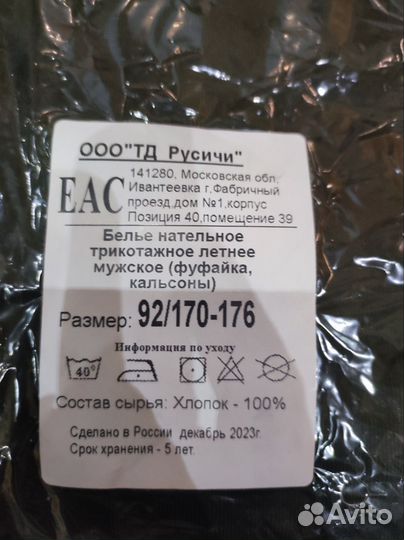 ООО"ТД Русичи"
EAC
141280, Московская обл,
Ивантеевка г,Фабричный
проезд,дом №1,корпус
Позиция 40,помещение 39
Белье нательное
трикотажное летнее
мужское (фуфайка,
кальсоны)
Размер: 92/170-176
Информация по уходу
40°
Состав сырья: Хлопок - 100%
Сделано в России декабрь 2023г.
Срок хранения - 5 лет.
Avito